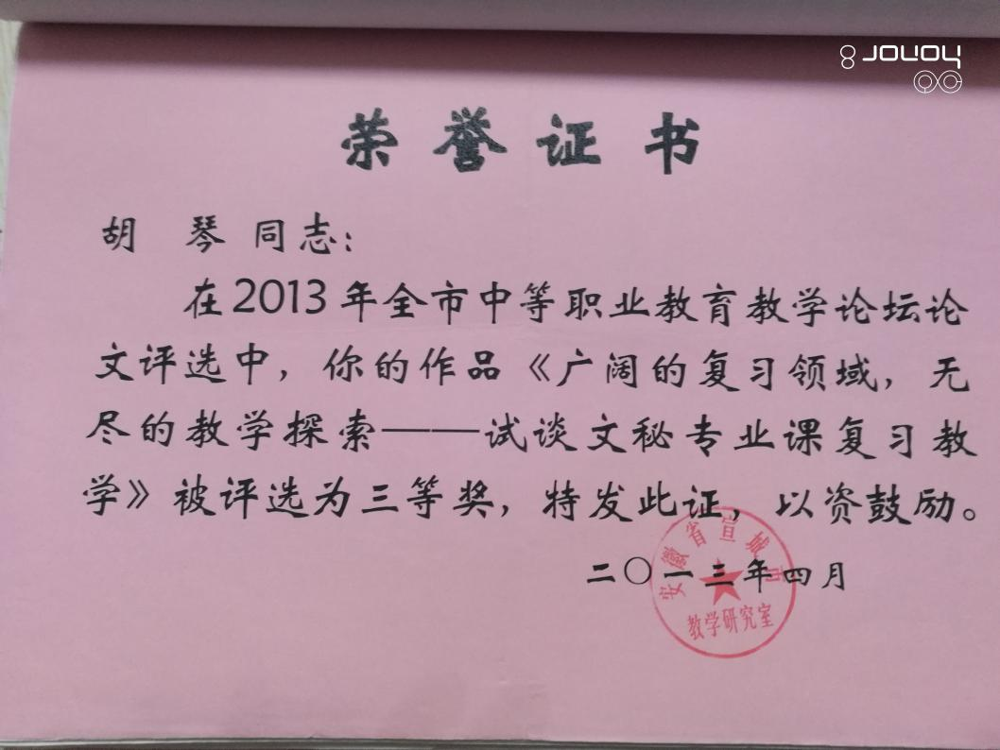 JOUOY
荣誉证书
胡 琴 同志：
在2013年全市中等职业教育教学论坛论
文评选中，你的作品《广阔的复习领域，无
尽的教学探索——试谈文秘专业课复习教
学》被评选为三等奖，特发此证，以资鼓励。
安徽省宣城市
二〇一三年四月
教学研究室